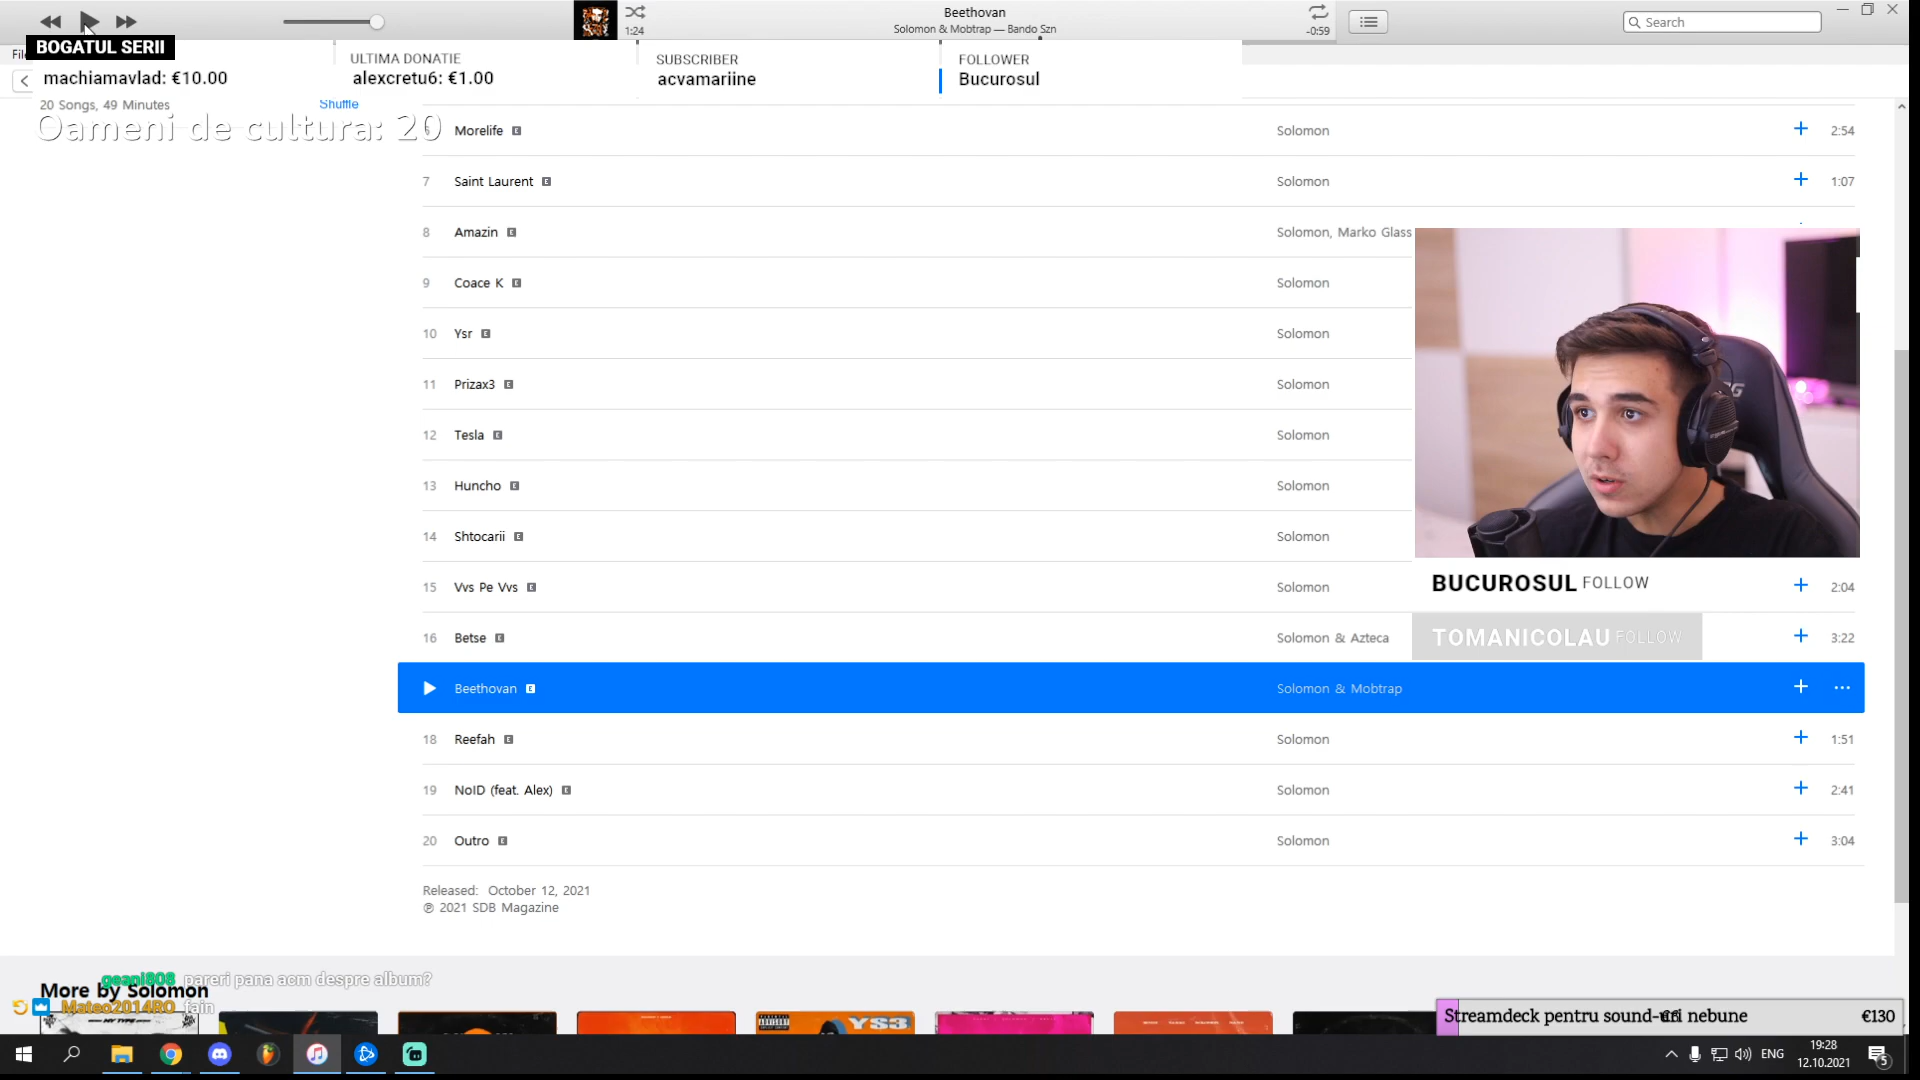 Beethovan
Solomon & Mobtrap — Bando Szn
1:24
-0:59
Search
BOGATUL SERII
machiamavlad: €10.00
ULTIMA DONATIE
alexcretu6: €1.00
SUBSCRIBER
acvamariine
FOLLOWER
Bucurosul
20 Songs, 49 Minutes
Shuffle
Oameni de cultura: 20
Morelife E Solomon + 2:54
7 Saint Laurent E Solomon + 1:07
8 Amazin E Solomon, Marko Glass
9 Coace K E Solomon
10 Ysr E Solomon
11 Prizax3 E Solomon
12 Tesla E Solomon
13 Huncho E Solomon
14 Shtocarii E Solomon
15 Vvs Pe Vvs E Solomon + 2:04
BUCUROSUL FOLLOW
16 Betse E Solomon & Azteca + 3:22
TOMANICOLAU FOLLOW
Beethovan E Solomon & Mobtrap + ...
18 Reefah E Solomon + 1:51
19 NoID (feat. Alex) E Solomon + 2:41
20 Outro E Solomon + 3:04
Released: October 12, 2021
℗ 2021 SDB Magazine
geani808 pareri pana acm despre album?
More by Solomon
Mateo2014RO fain
YS3
Streamdeck pentru sound-uri nebune
€130
ENG
19:28
12.10.2021
5